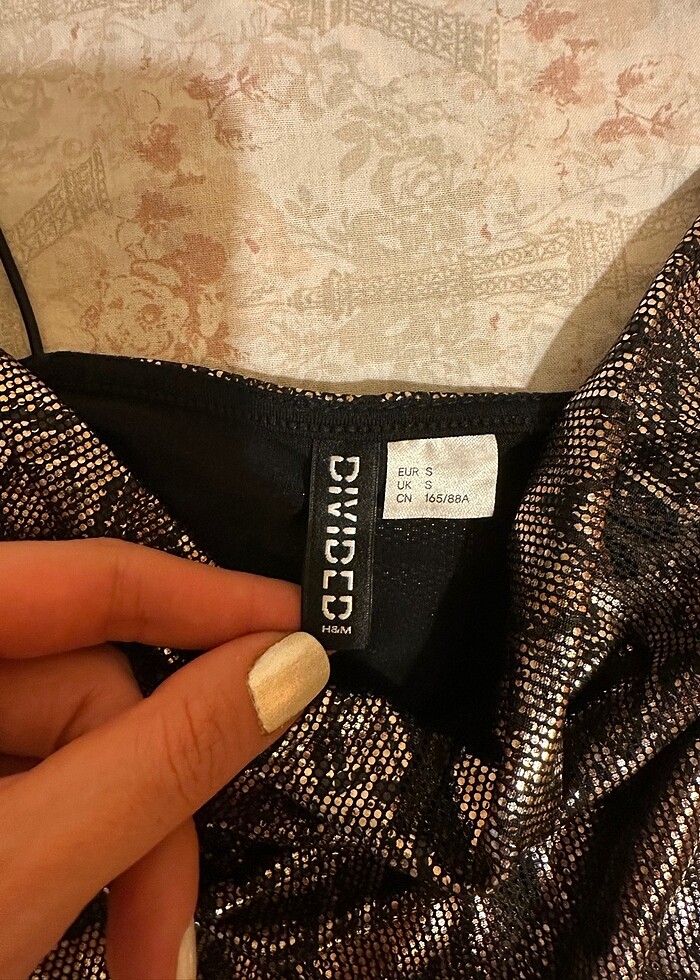 DIVIDED
H&M
EUR S
UK S
CN 165/88A